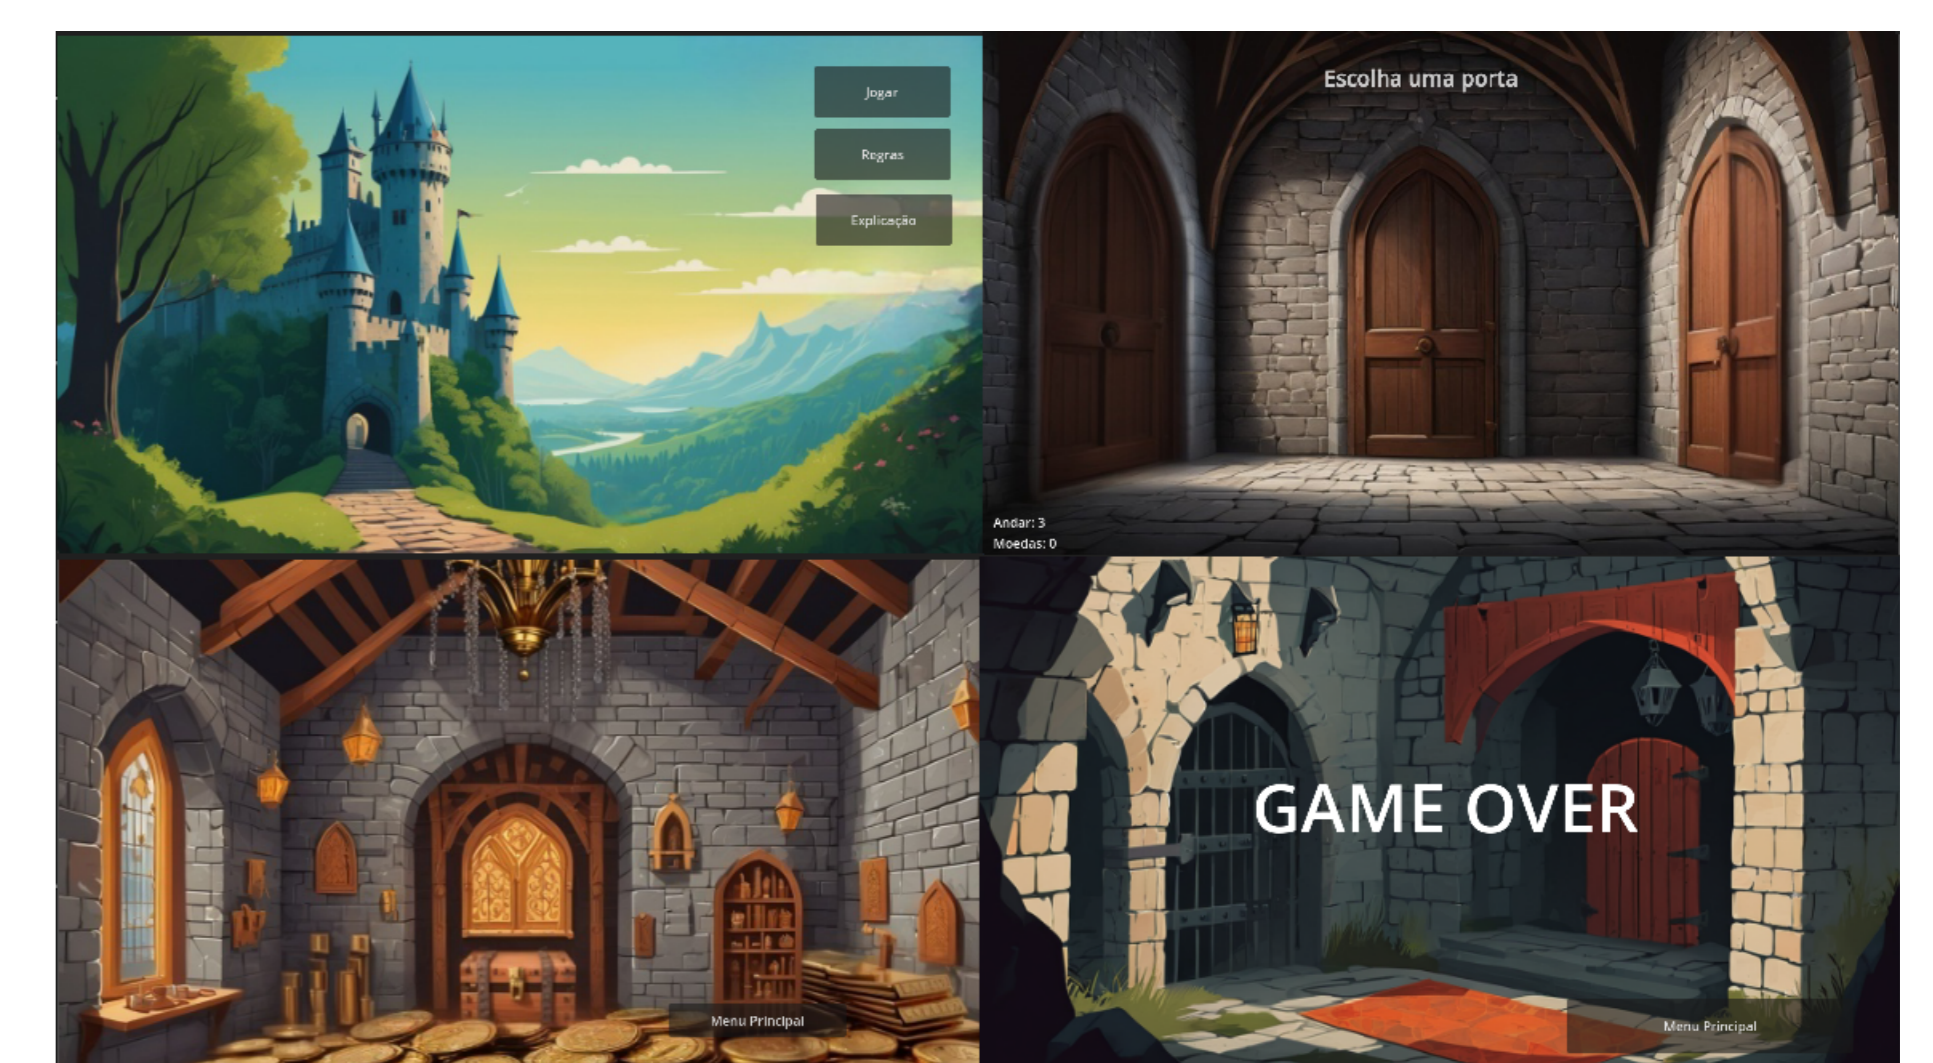 Jogar
Regras
Explicação
Escolha uma porta
Andar: 3
Moedas: 0
Menu Principal
GAME OVER
Menu Principal